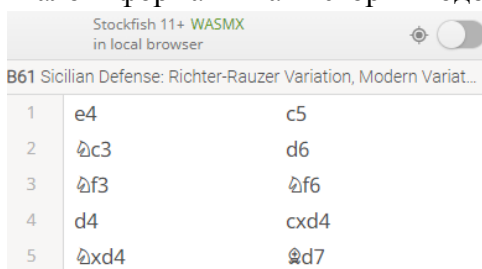 Stockfish 11+ WASMX
in local browser
B61 Sicilian Defense: Richter-Rauzer Variation, Modern Variat...
1 e4 c5
2 ♘c3 d6
3 ♘f3 ♘f6
4 d4 cxd4
5 ♘xd4 ♗d7